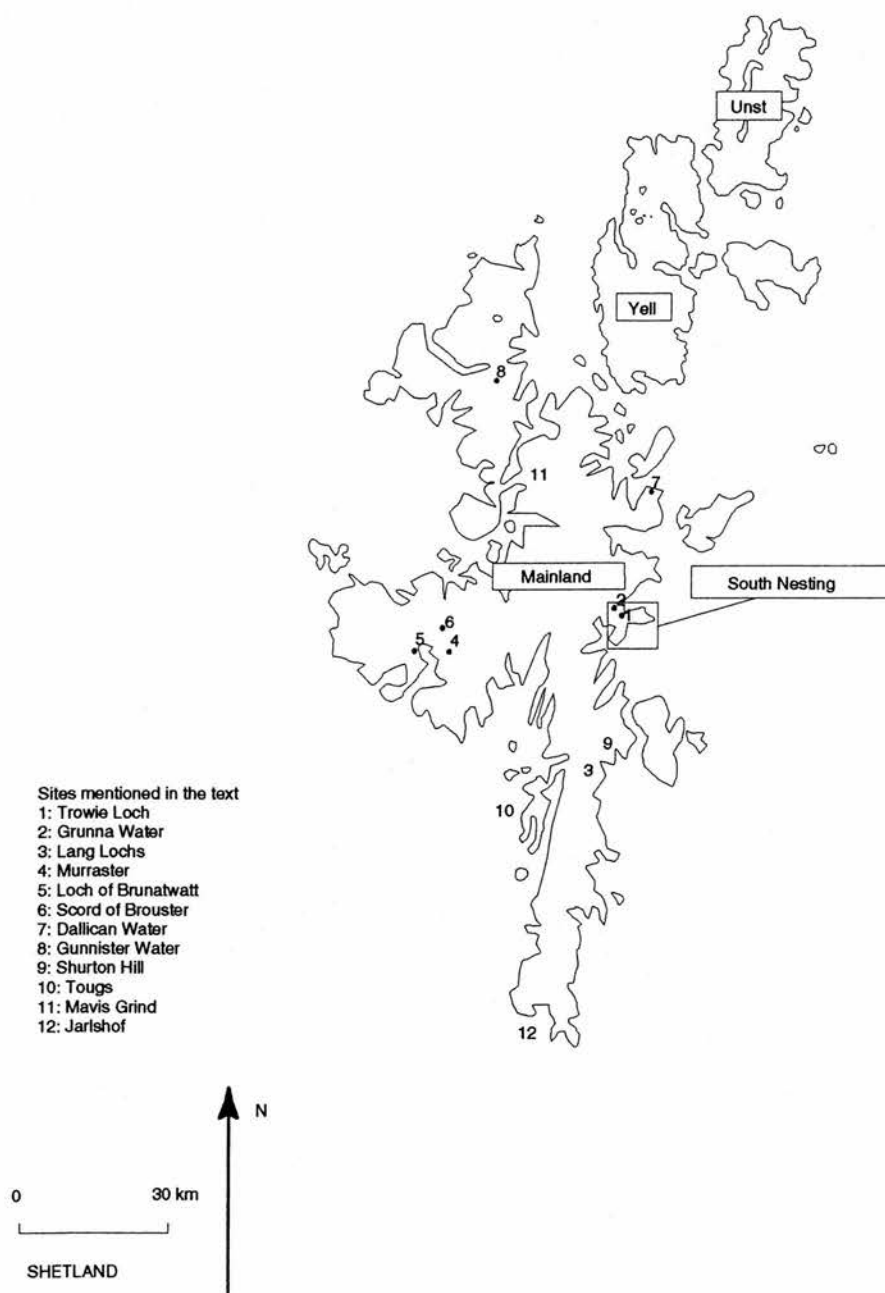 Unst
Yell
8
11
7
Mainland
South Nesting
2
1
6
5
4
9
3
10
12
Sites mentioned in the text
1: Trowie Loch
2: Grunna Water
3: Lang Lochs
4: Murraster
5: Loch of Brunatwatt
6: Scord of Brouster
7: Dallican Water
8: Gunnister Water
9: Shurton Hill
10: Tougs
11: Mavis Grind
12: Jarlshof
N
0 30 km
SHETLAND